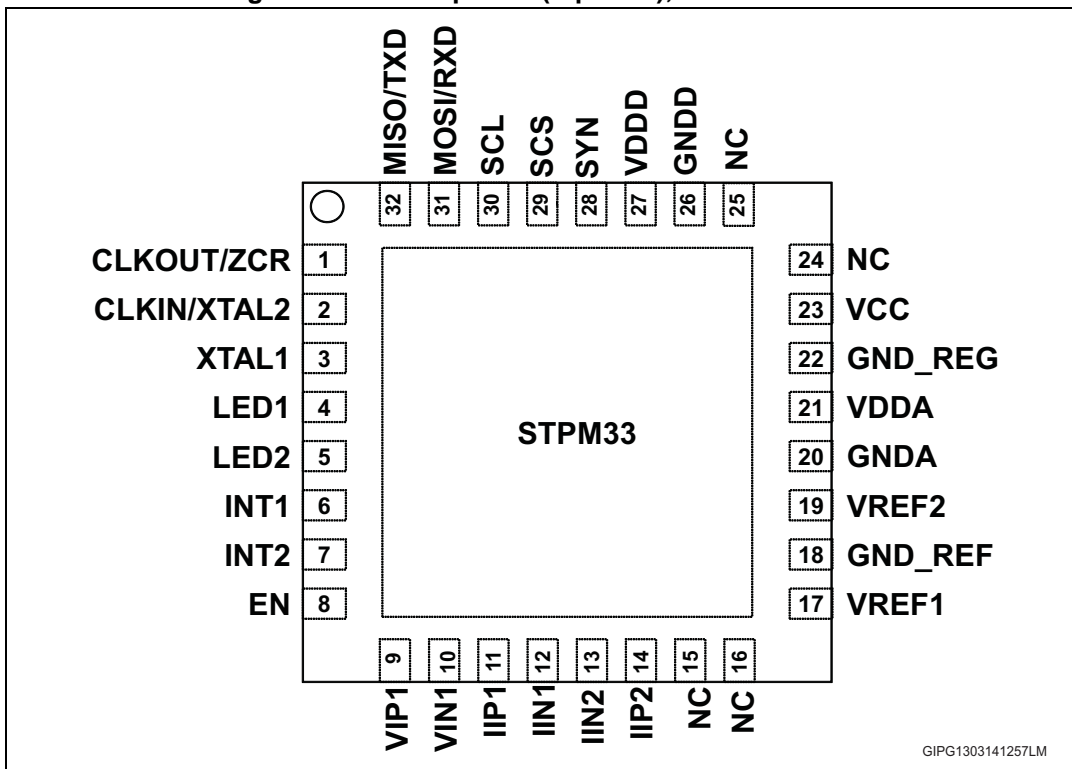 MISO/TXD
MOSI/RXD
SCL
SCS
SYN
VDDD
GNDD
NC
32
31
30
29
28
27
26
25
CLKOUT/ZCR 1
CLKIN/XTAL2 2
XTAL1 3
LED1 4
LED2 5
INT1 6
INT2 7
EN 8
STPM33
24 NC
23 VCC
22 GND_REG
21 VDDA
20 GNDA
19 VREF2
18 GND_REF
17 VREF1
9
10
11
12
13
14
15
16
VIP1
VIN1
IIP1
IIN1
IIN2
IIP2
NC
NC
GIPG1303141257LM